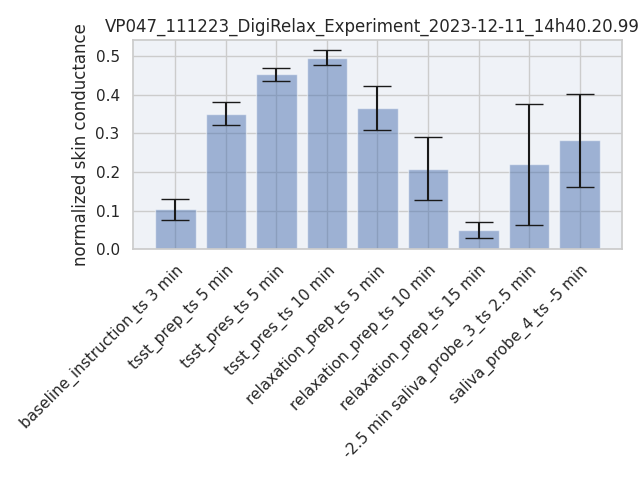 VP047_111223_DigiRelax_Experiment_2023-12-11_14h40.20.99
normalized skin conductance
0.5
0.4
0.3
0.2
0.1
0.0
baseline_instruction_ts 3 min
tsst_prep_ts 5 min
tsst_pres_ts 5 min
tsst_pres_ts 10 min
relaxation_prep_ts 5 min
relaxation_prep_ts 10 min
relaxation_prep_ts 15 min
-2.5 min saliva_probe_3_ts 2.5 min
saliva_probe_4_ts -5 min